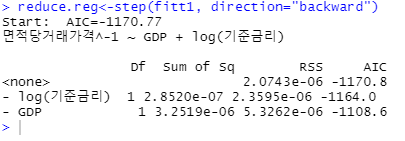 > reduce.reg<-step(fitt1, direction="backward")
Start:  AIC=-1170.77
면적당거래가격^-1 ~ GDP + log(기준금리)
Df  Sum of Sq        RSS     AIC
<none>                     2.0743e-06 -1170.8
- log(기준금리)  1 2.8520e-07 2.3595e-06 -1164.0
- GDP            1 3.2519e-06 5.3262e-06 -1108.6
>